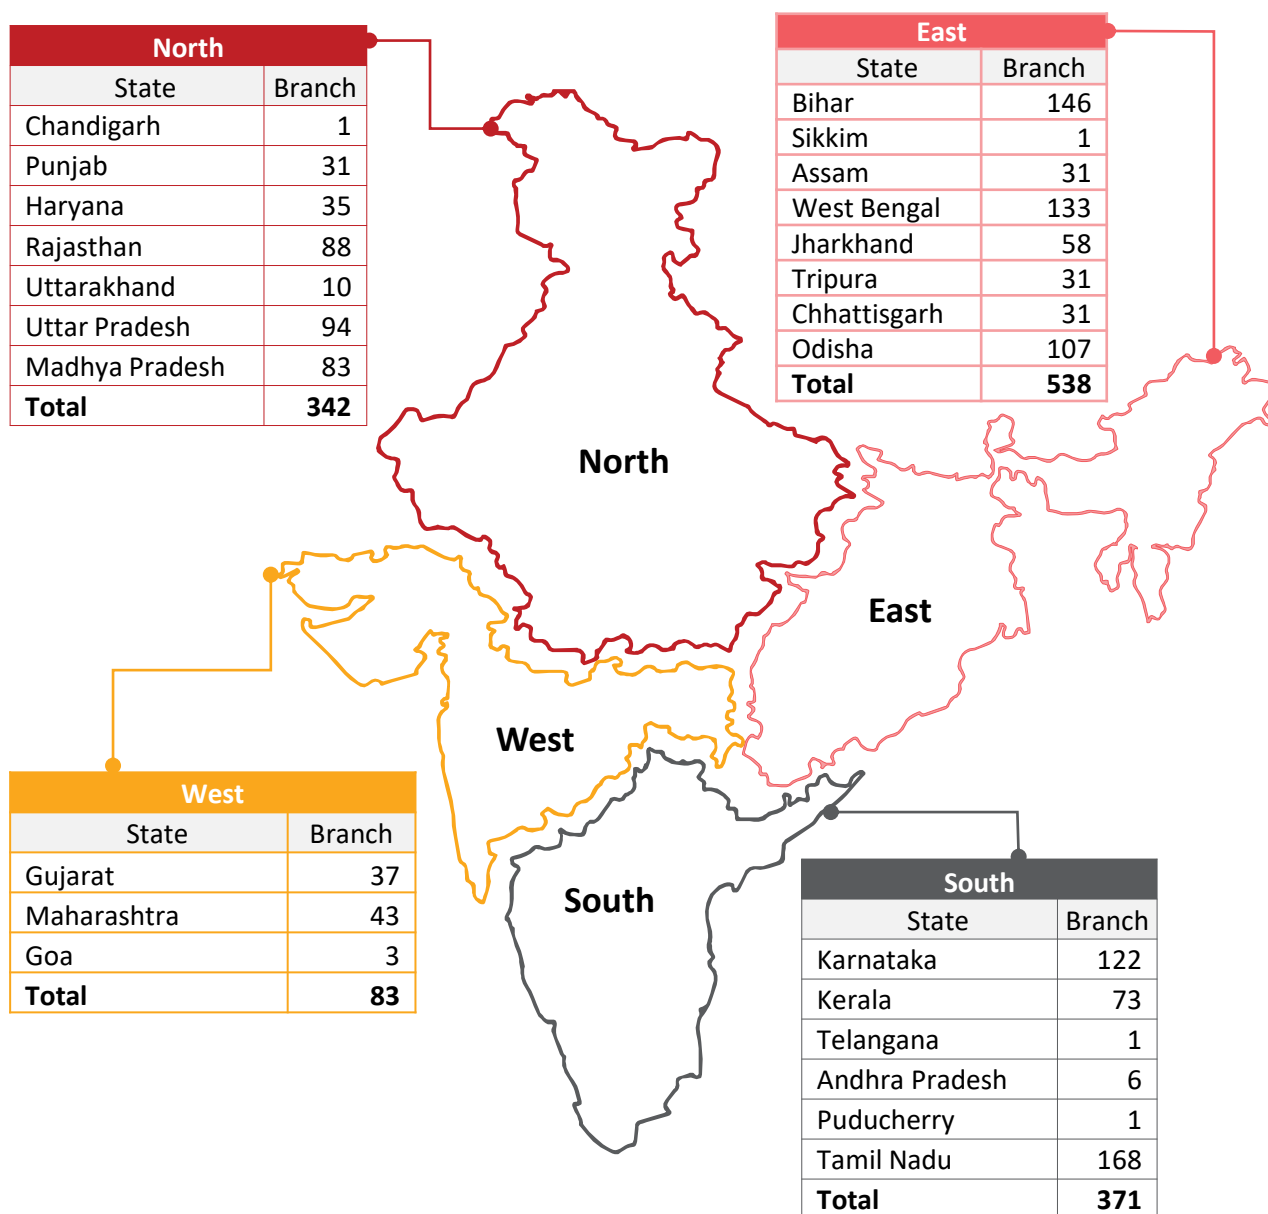 North
State Branch
Chandigarh 1
Punjab 31
Haryana 35
Rajasthan 88
Uttarakhand 10
Uttar Pradesh 94
Madhya Pradesh 83
Total 342
East
State Branch
Bihar 146
Sikkim 1
Assam 31
West Bengal 133
Jharkhand 58
Tripura 31
Chhattisgarh 31
Odisha 107
Total 538
North
East
West
South
West
State Branch
Gujarat 37
Maharashtra 43
Goa 3
Total 83
South
State Branch
Karnataka 122
Kerala 73
Telangana 1
Andhra Pradesh 6
Puducherry 1
Tamil Nadu 168
Total 371